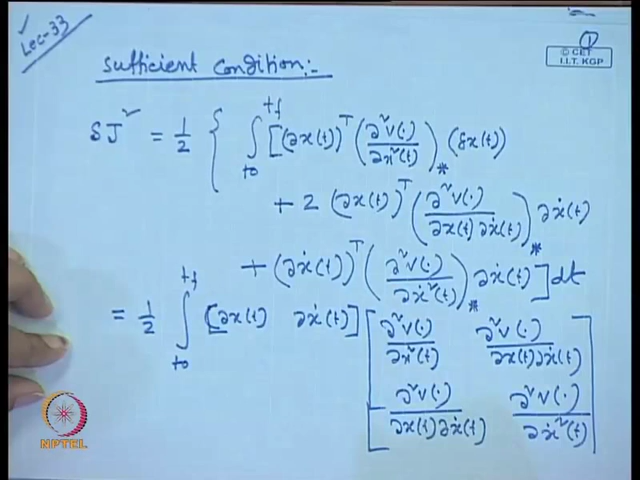 ✓ Lec-33
①
© CET
I.I.T. KGP
Sufficient condition:-
δJ² = 1/2 { ∫_{t0}^{tf} [(∂x(t))^T (∂²V(.)/∂x²(t))_* (δx(t))
+ 2 (∂x(t))^T (∂²V(.)/∂x(t)∂ẋ(t))_* ∂ẋ(t)
+ (∂ẋ(t))^T (∂²V(.)/∂ẋ²(t))_* ∂ẋ(t)] dt
= 1/2 ∫_{t0}^{tf} [∂x(t) ∂ẋ(t)] [∂²V(.)/∂x²(t) ∂²V(.)/∂x(t)∂ẋ(t)
∂²V(.)/∂x(t)∂ẋ(t) ∂²V(.)/∂ẋ²(t)]
NPTEL